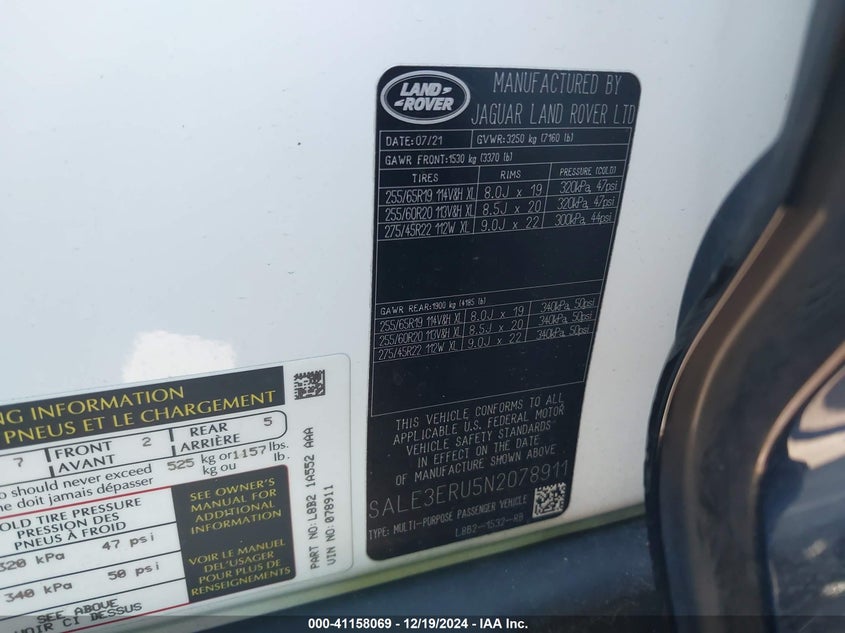 LAND
ROVER
MANUFACTURED BY
JAGUAR LAND ROVER LTD
DATE:07/21 GVWR:3250 kg (7160 lb)
GAWR FRONT:1530 kg (3370 lb)
TIRES RIMS PRESSURE (COLD)
255/65R19 114V&H XL 8.0J x 19 320kPa, 47psi
255/60R20 113V&H XL 8.5J x 20 320kPa, 47psi
275/45R22 112W XL 9.0J x 22 300kPa, 44psi
GAWR REAR:1900 kg (4185 lb)
255/65R19 114V&H XL 8.0J x 19 340kPa, 50psi
255/60R20 113V&H XL 8.5J x 20 340kPa, 50psi
275/45R22 112W XL 9.0J x 22 340kPa, 50psi
THIS VEHICLE CONFORMS TO ALL
APPLICABLE U.S. FEDERAL MOTOR
VEHICLE SAFETY STANDARDS
IN EFFECT ON THE DATE
OF MANUFACTURE SHOWN ABOVE.
SALE3ERU5N2078911
TYPE: MULTI-PURPOSE PASSENGER VEHICLE
L8B2-1532-RB
NG INFORMATION
PNEUS ET LE CHARGEMENT
7 FRONT 2 REAR 5
AVANT ARRIÈRE
o should never exceed 525 kg or 1157 lbs.
ne doit jamais dépasser kg ou lb.
OLD TIRE PRESSURE
PRESSION DES
PNEUS À FROID
320 kPa 47 psi
340 kPa 50 psi
SEE ABOVE
VOIR CI DESSUS
SEE OWNER'S
MANUAL FOR
ADDITIONAL
INFORMATION
VOIR LE MANUEL
DEL'USAGER
POUR PLUS DE
RENSEIGNEMENTS
PART NO: L8B2 1A552 AAA
VIN NO: 078911
000-41158069 - 12/19/2024 - IAA Inc.